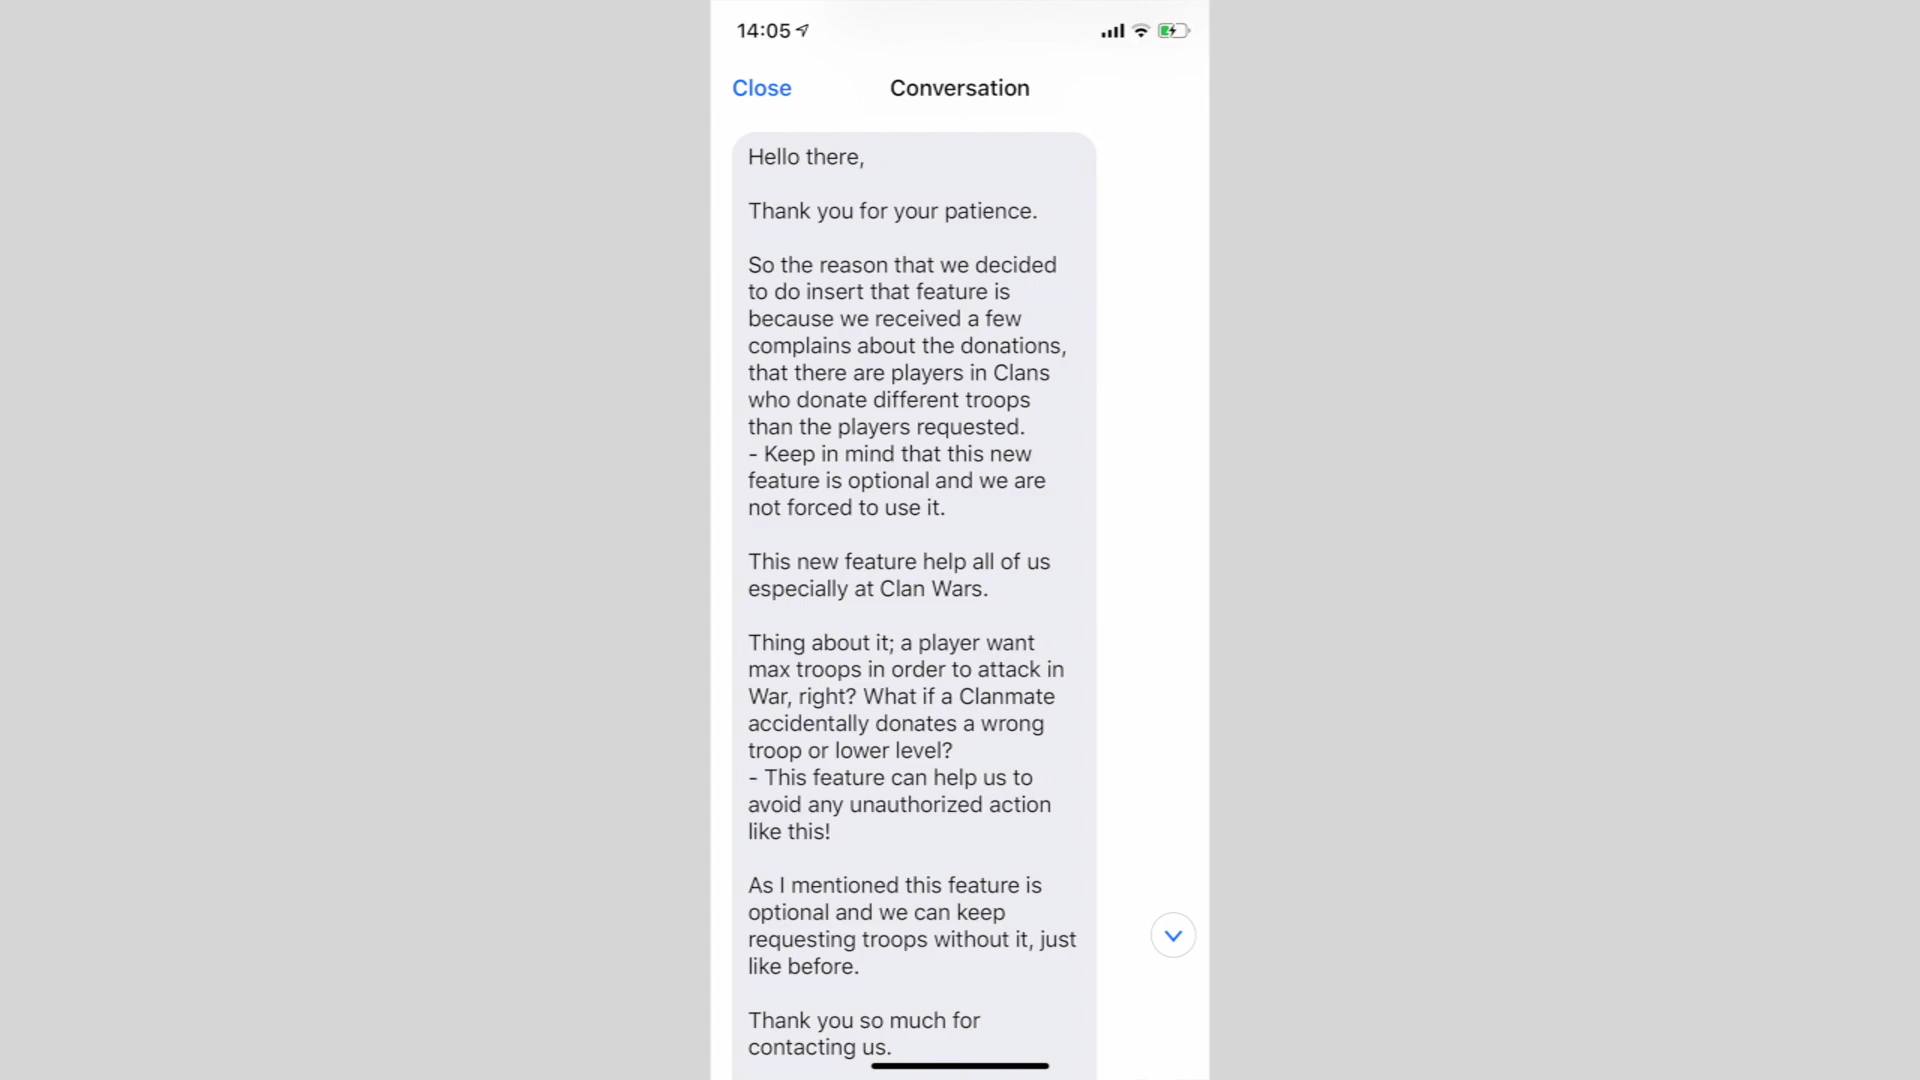 14:05
Close
Conversation
Hello there,
Thank you for your patience.
So the reason that we decided
to do insert that feature is
because we received a few
complains about the donations,
that there are players in Clans
who donate different troops
than the players requested.
- Keep in mind that this new
feature is optional and we are
not forced to use it.
This new feature help all of us
especially at Clan Wars.
Thing about it; a player want
max troops in order to attack in
War, right? What if a Clanmate
accidentally donates a wrong
troop or lower level?
- This feature can help us to
avoid any unauthorized action
like this!
As I mentioned this feature is
optional and we can keep
requesting troops without it, just
like before.
Thank you so much for
contacting us.